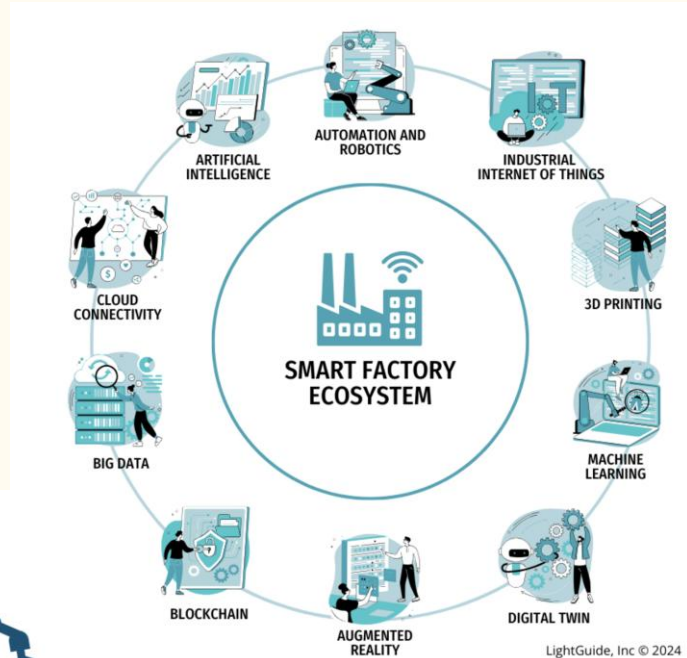 AUTOMATION AND
ROBOTICS
IoT
INDUSTRIAL
INTERNET OF THINGS
ARTIFICIAL
INTELLIGENCE
3D PRINTING
CLOUD
CONNECTIVITY
$
SMART FACTORY
ECOSYSTEM
BIG DATA
MACHINE
LEARNING
BLOCKCHAIN
DIGITAL TWIN
AUGMENTED
REALITY
LightGuide, Inc © 2024